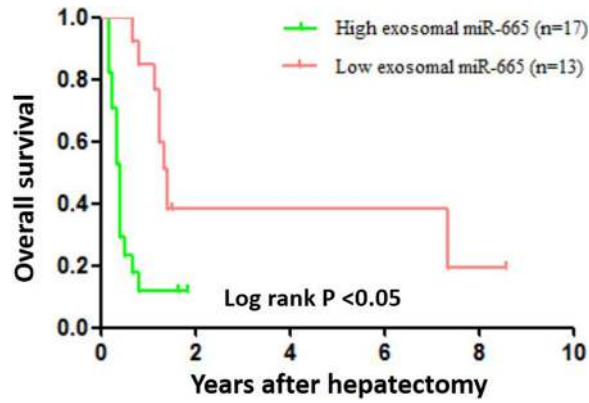 High exosomal miR-665 (n=17)
Low exosomal miR-665 (n=13)
Overall survival
1.0
0.8
0.6
0.4
0.2
0.0
Log rank P <0.05
0 2 4 6 8 10
Years after hepatectomy